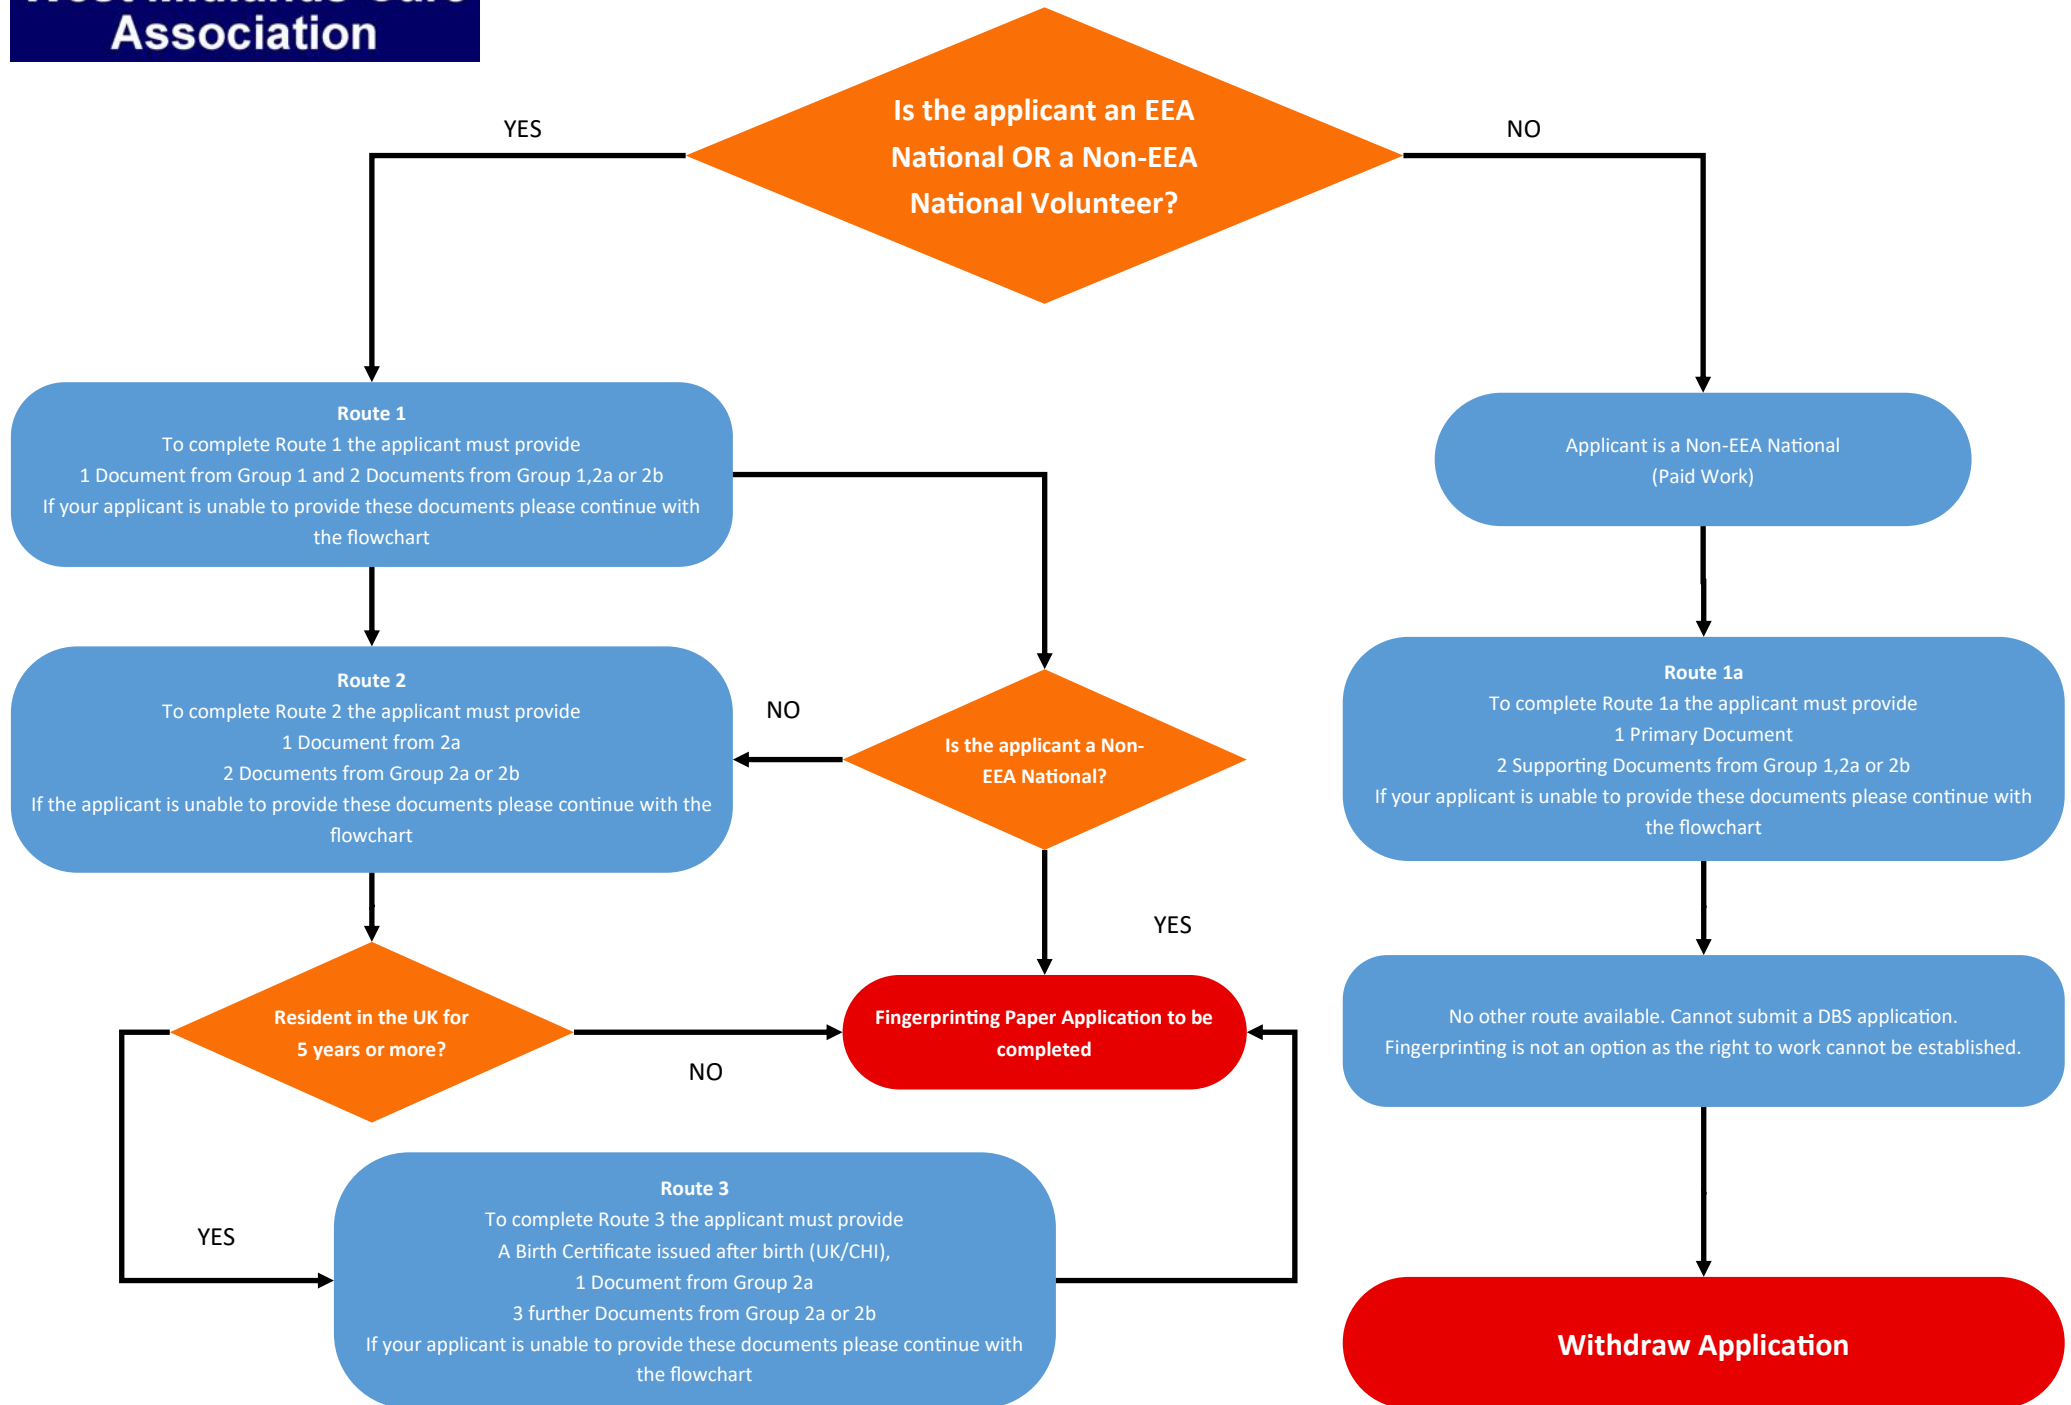 West Midlands Care
Association
Is the applicant an EEA
National OR a Non-EEA
National Volunteer?
YES
NO
Route 1
To complete Route 1 the applicant must provide
1 Document from Group 1 and 2 Documents from Group 1,2a or 2b
If your applicant is unable to provide these documents please continue with
the flowchart
Applicant is a Non-EEA National
(Paid Work)
Route 2
To complete Route 2 the applicant must provide
1 Document from 2a
2 Documents from Group 2a or 2b
If the applicant is unable to provide these documents please continue with the
flowchart
NO
Is the applicant a Non-
EEA National?
YES
Route 1a
To complete Route 1a the applicant must provide
1 Primary Document
2 Supporting Documents from Group 1,2a or 2b
If your applicant is unable to provide these documents please continue with
the flowchart
Resident in the UK for
5 years or more?
NO
Fingerprinting Paper Application to be
completed
No other route available. Cannot submit a DBS application.
Fingerprinting is not an option as the right to work cannot be established.
YES
Route 3
To complete Route 3 the applicant must provide
A Birth Certificate issued after birth (UK/CHI),
1 Document from Group 2a
3 further Documents from Group 2a or 2b
If your applicant is unable to provide these documents please continue with
the flowchart
Withdraw Application